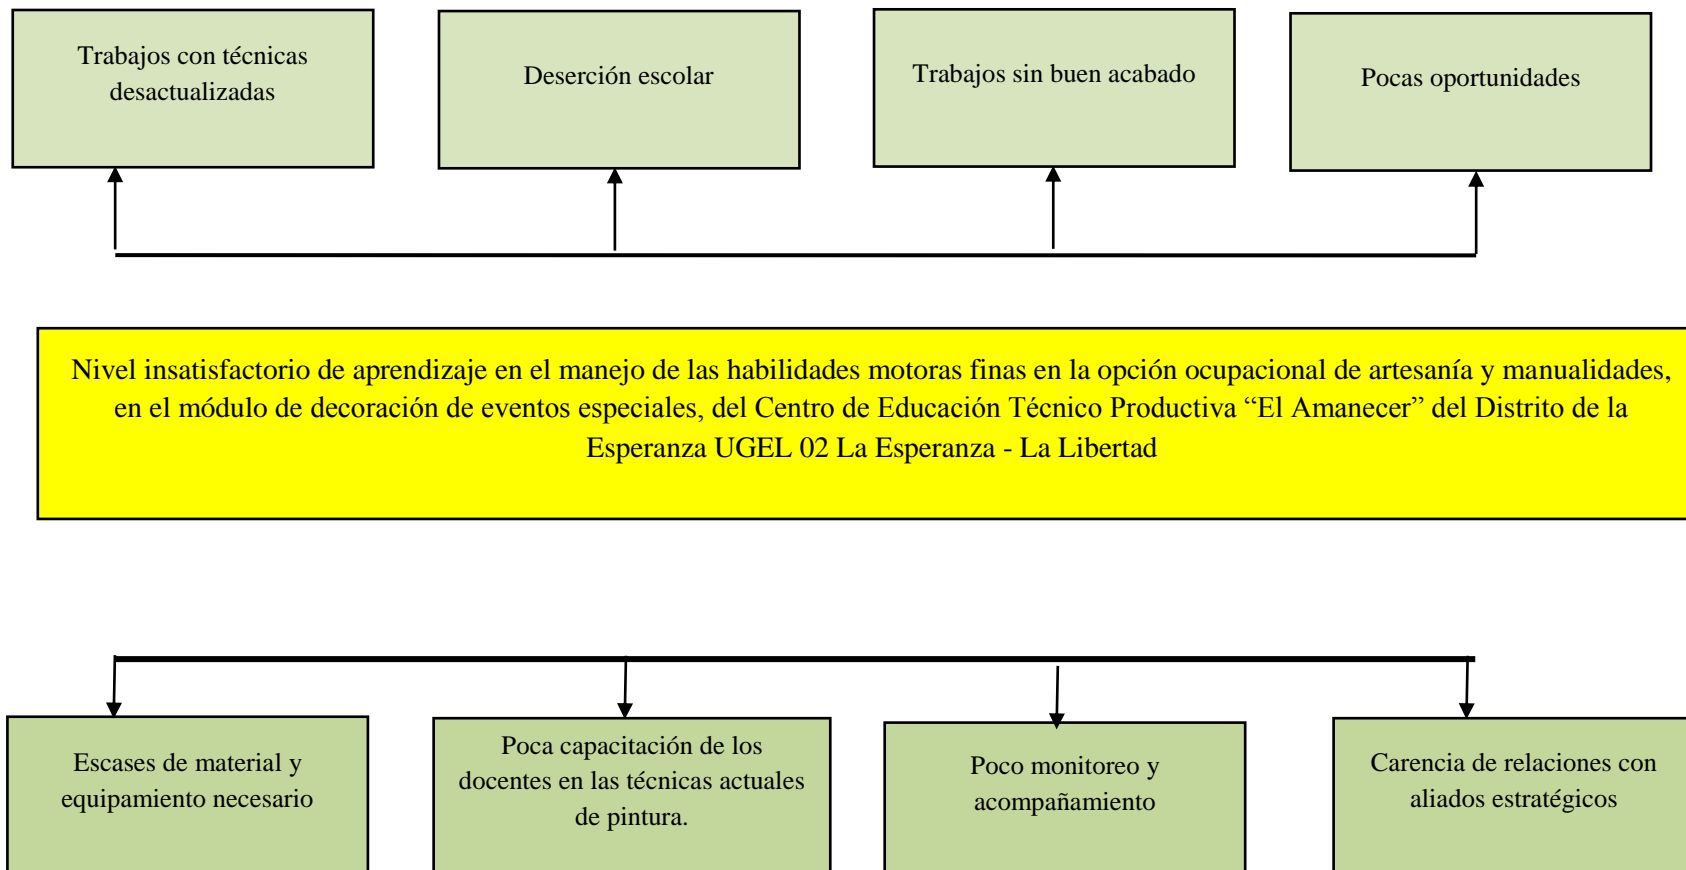 Trabajos con técnicas
desactualizadas
Deserción escolar
Trabajos sin buen acabado
Pocas oportunidades
Nivel insatisfactorio de aprendizaje en el manejo de las habilidades motoras finas en la opción ocupacional de artesanía y manualidades,
en el módulo de decoración de eventos especiales, del Centro de Educación Técnico Productiva “El Amanecer” del Distrito de la
Esperanza UGEL 02 La Esperanza - La Libertad
Escases de material y
equipamiento necesario
Poca capacitación de los
docentes en las técnicas actuales
de pintura.
Poco monitoreo y
acompañamiento
Carencia de relaciones con
aliados estratégicos